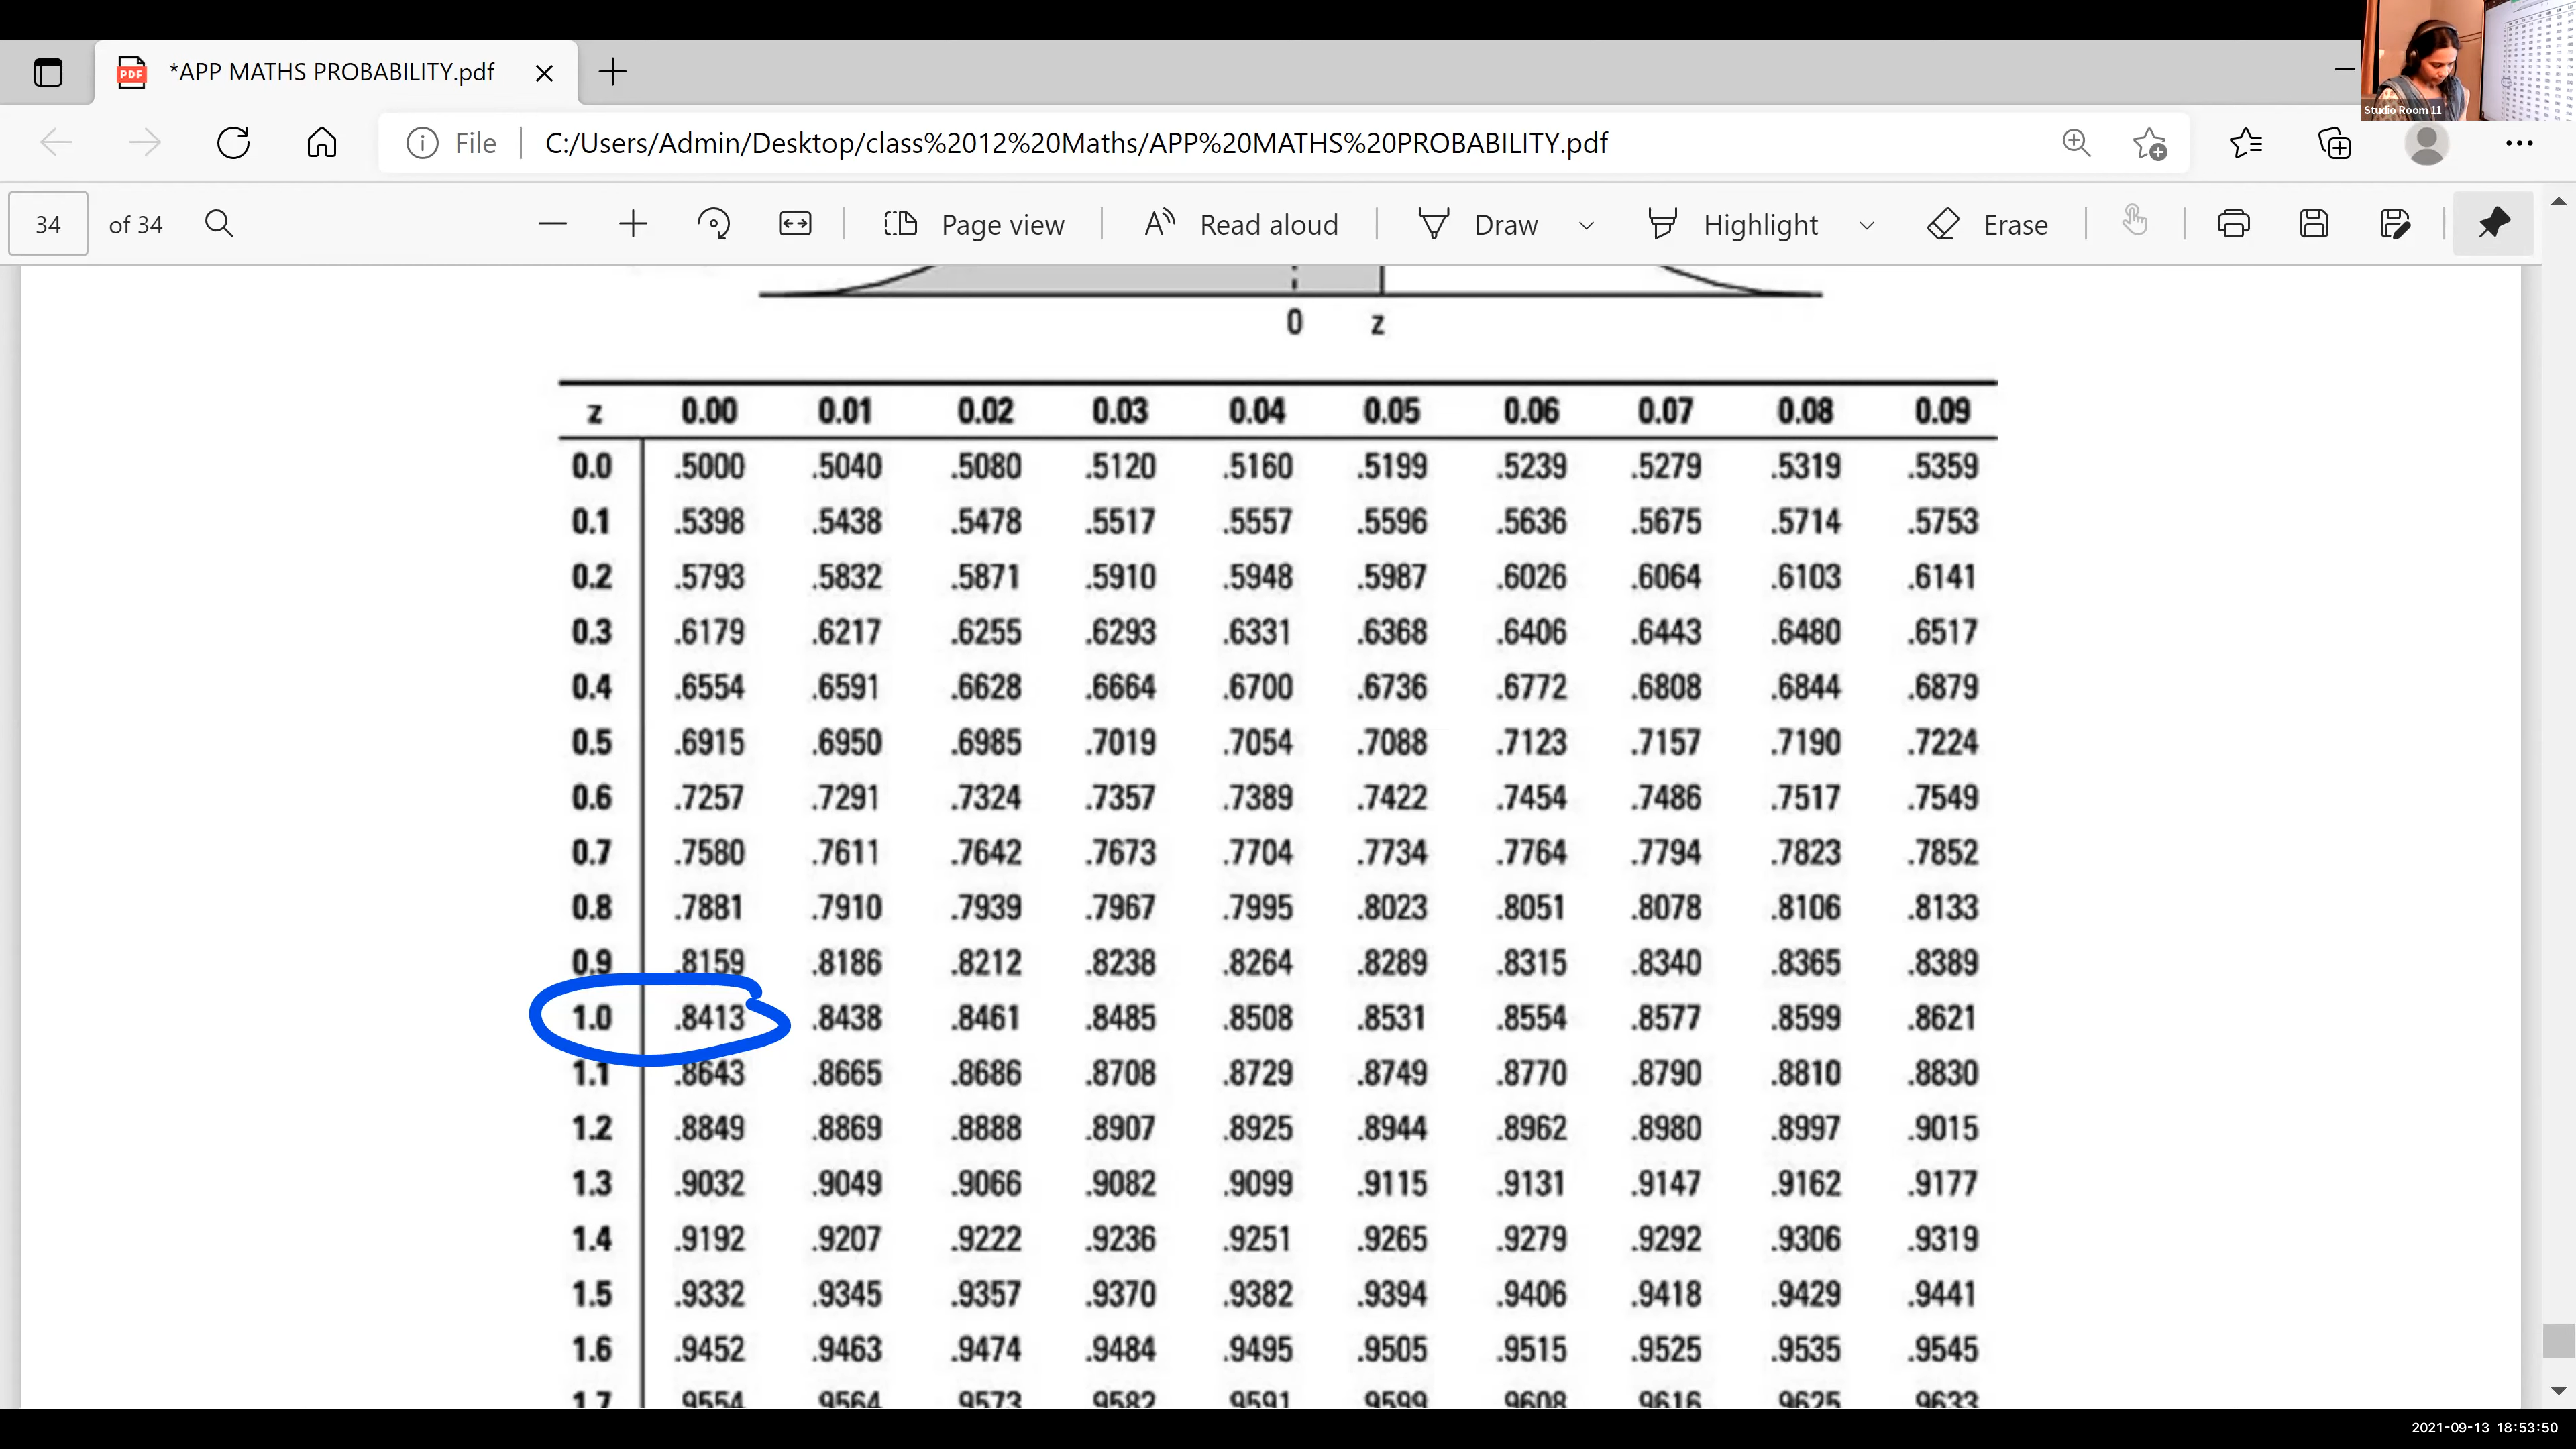 *APP MATHS PROBABILITY.pdf
Studio Room 11
File C:/Users/Admin/Desktop/class%2012%20Maths/APP%20MATHS%20PROBABILITY.pdf
34 of 34 Page view Read aloud Draw Highlight Erase
0 z
z 0.00 0.01 0.02 0.03 0.04 0.05 0.06 0.07 0.08 0.09
0.0 .5000 .5040 .5080 .5120 .5160 .5199 .5239 .5279 .5319 .5359
0.1 .5398 .5438 .5478 .5517 .5557 .5596 .5636 .5675 .5714 .5753
0.2 .5793 .5832 .5871 .5910 .5948 .5987 .6026 .6064 .6103 .6141
0.3 .6179 .6217 .6255 .6293 .6331 .6368 .6406 .6443 .6480 .6517
0.4 .6554 .6591 .6628 .6664 .6700 .6736 .6772 .6808 .6844 .6879
0.5 .6915 .6950 .6985 .7019 .7054 .7088 .7123 .7157 .7190 .7224
0.6 .7257 .7291 .7324 .7357 .7389 .7422 .7454 .7486 .7517 .7549
0.7 .7580 .7611 .7642 .7673 .7704 .7734 .7764 .7794 .7823 .7852
0.8 .7881 .7910 .7939 .7967 .7995 .8023 .8051 .8078 .8106 .8133
0.9 .8159 .8186 .8212 .8238 .8264 .8289 .8315 .8340 .8365 .8389
1.0 .8413 .8438 .8461 .8485 .8508 .8531 .8554 .8577 .8599 .8621
1.1 .8643 .8665 .8686 .8708 .8729 .8749 .8770 .8790 .8810 .8830
1.2 .8849 .8869 .8888 .8907 .8925 .8944 .8962 .8980 .8997 .9015
1.3 .9032 .9049 .9066 .9082 .9099 .9115 .9131 .9147 .9162 .9177
1.4 .9192 .9207 .9222 .9236 .9251 .9265 .9279 .9292 .9306 .9319
1.5 .9332 .9345 .9357 .9370 .9382 .9394 .9406 .9418 .9429 .9441
1.6 .9452 .9463 .9474 .9484 .9495 .9505 .9515 .9525 .9535 .9545
1.7 .9554 .9564 .9573 .9582 .9591 .9599 .9608 .9616 .9625 .9633
2021-09-13 18:53:50